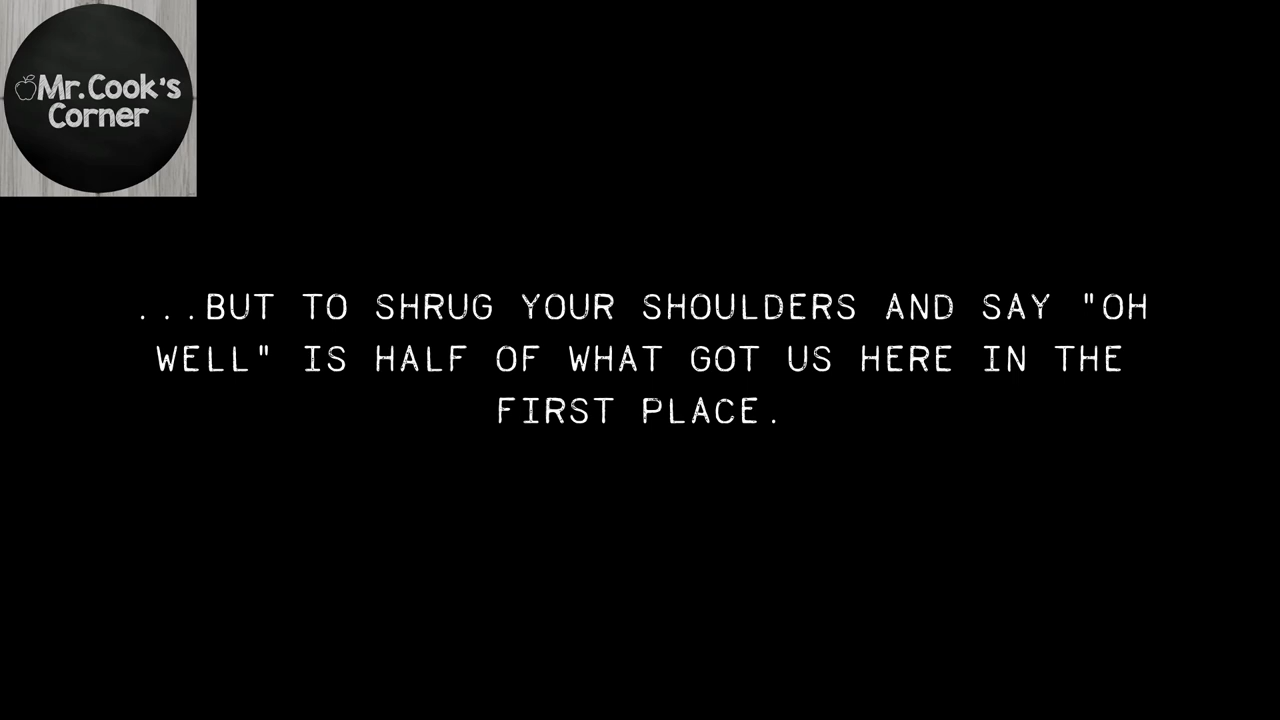 Mr. Cook's
Corner
...BUT TO SHRUG YOUR SHOULDERS AND SAY "OH
WELL" IS HALF OF WHAT GOT US HERE IN THE
FIRST PLACE.